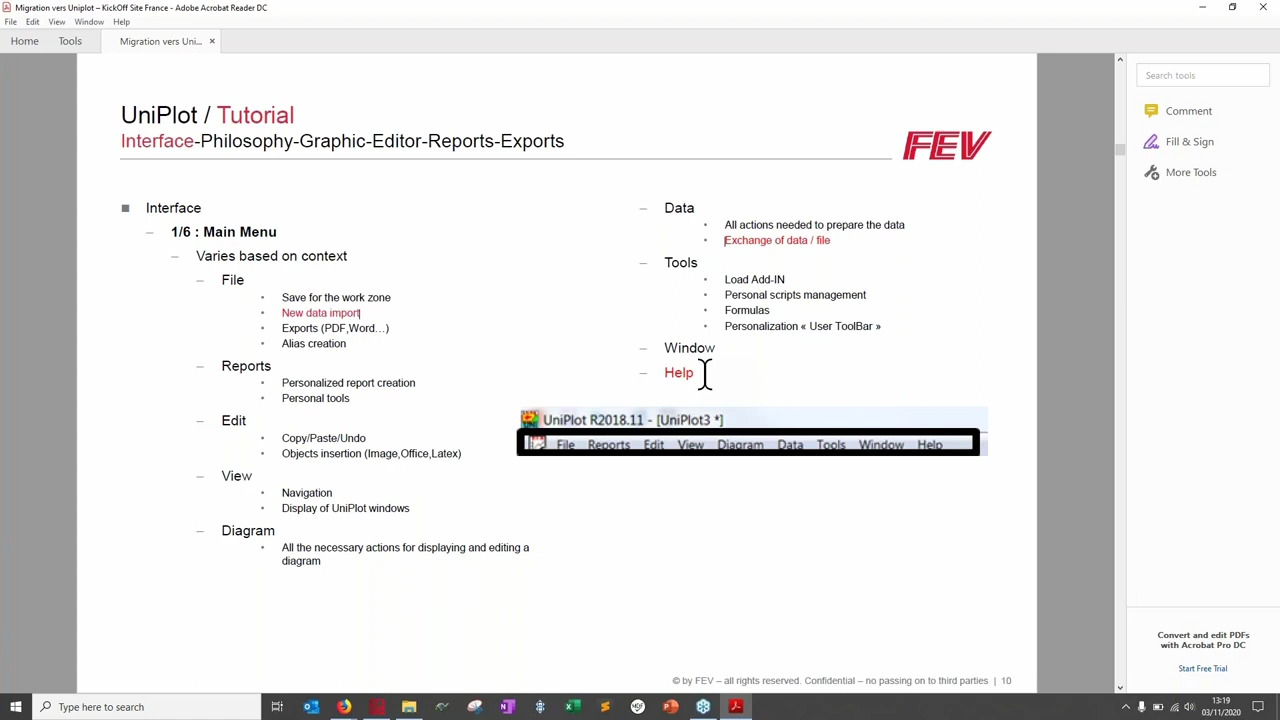 Migration vers Uniplot – KickOff Site France - Adobe Acrobat Reader DC
File Edit View Window Help
Home Tools Migration vers Uni... ×
Search tools
Comment
Fill & Sign
More Tools
UniPlot / Tutorial
Interface-Philosophy-Graphic-Editor-Reports-Exports
FEV
■ Interface
– 1/6 : Main Menu
– Varies based on context
– File
• Save for the work zone
• New data import
• Exports (PDF,Word…)
• Alias creation
– Reports
• Personalized report creation
• Personal tools
– Edit
• Copy/Paste/Undo
• Objects insertion (Image,Office,Latex)
– View
• Navigation
• Display of UniPlot windows
– Diagram
• All the necessary actions for displaying and editing a
diagram
– Data
• All actions needed to prepare the data
• Exchange of data / file
– Tools
• Load Add-IN
• Personal scripts management
• Formulas
• Personalization « User ToolBar »
– Window
– Help
UniPlot R2018.11 - [UniPlot3 *]
File Reports Edit View Diagram Data Tools Window Help
© by FEV – all rights reserved. Confidential – no passing on to third parties | 10
Convert and edit PDFs
with Acrobat Pro DC
Start Free Trial
Type here to search
13:19
03/11/2020